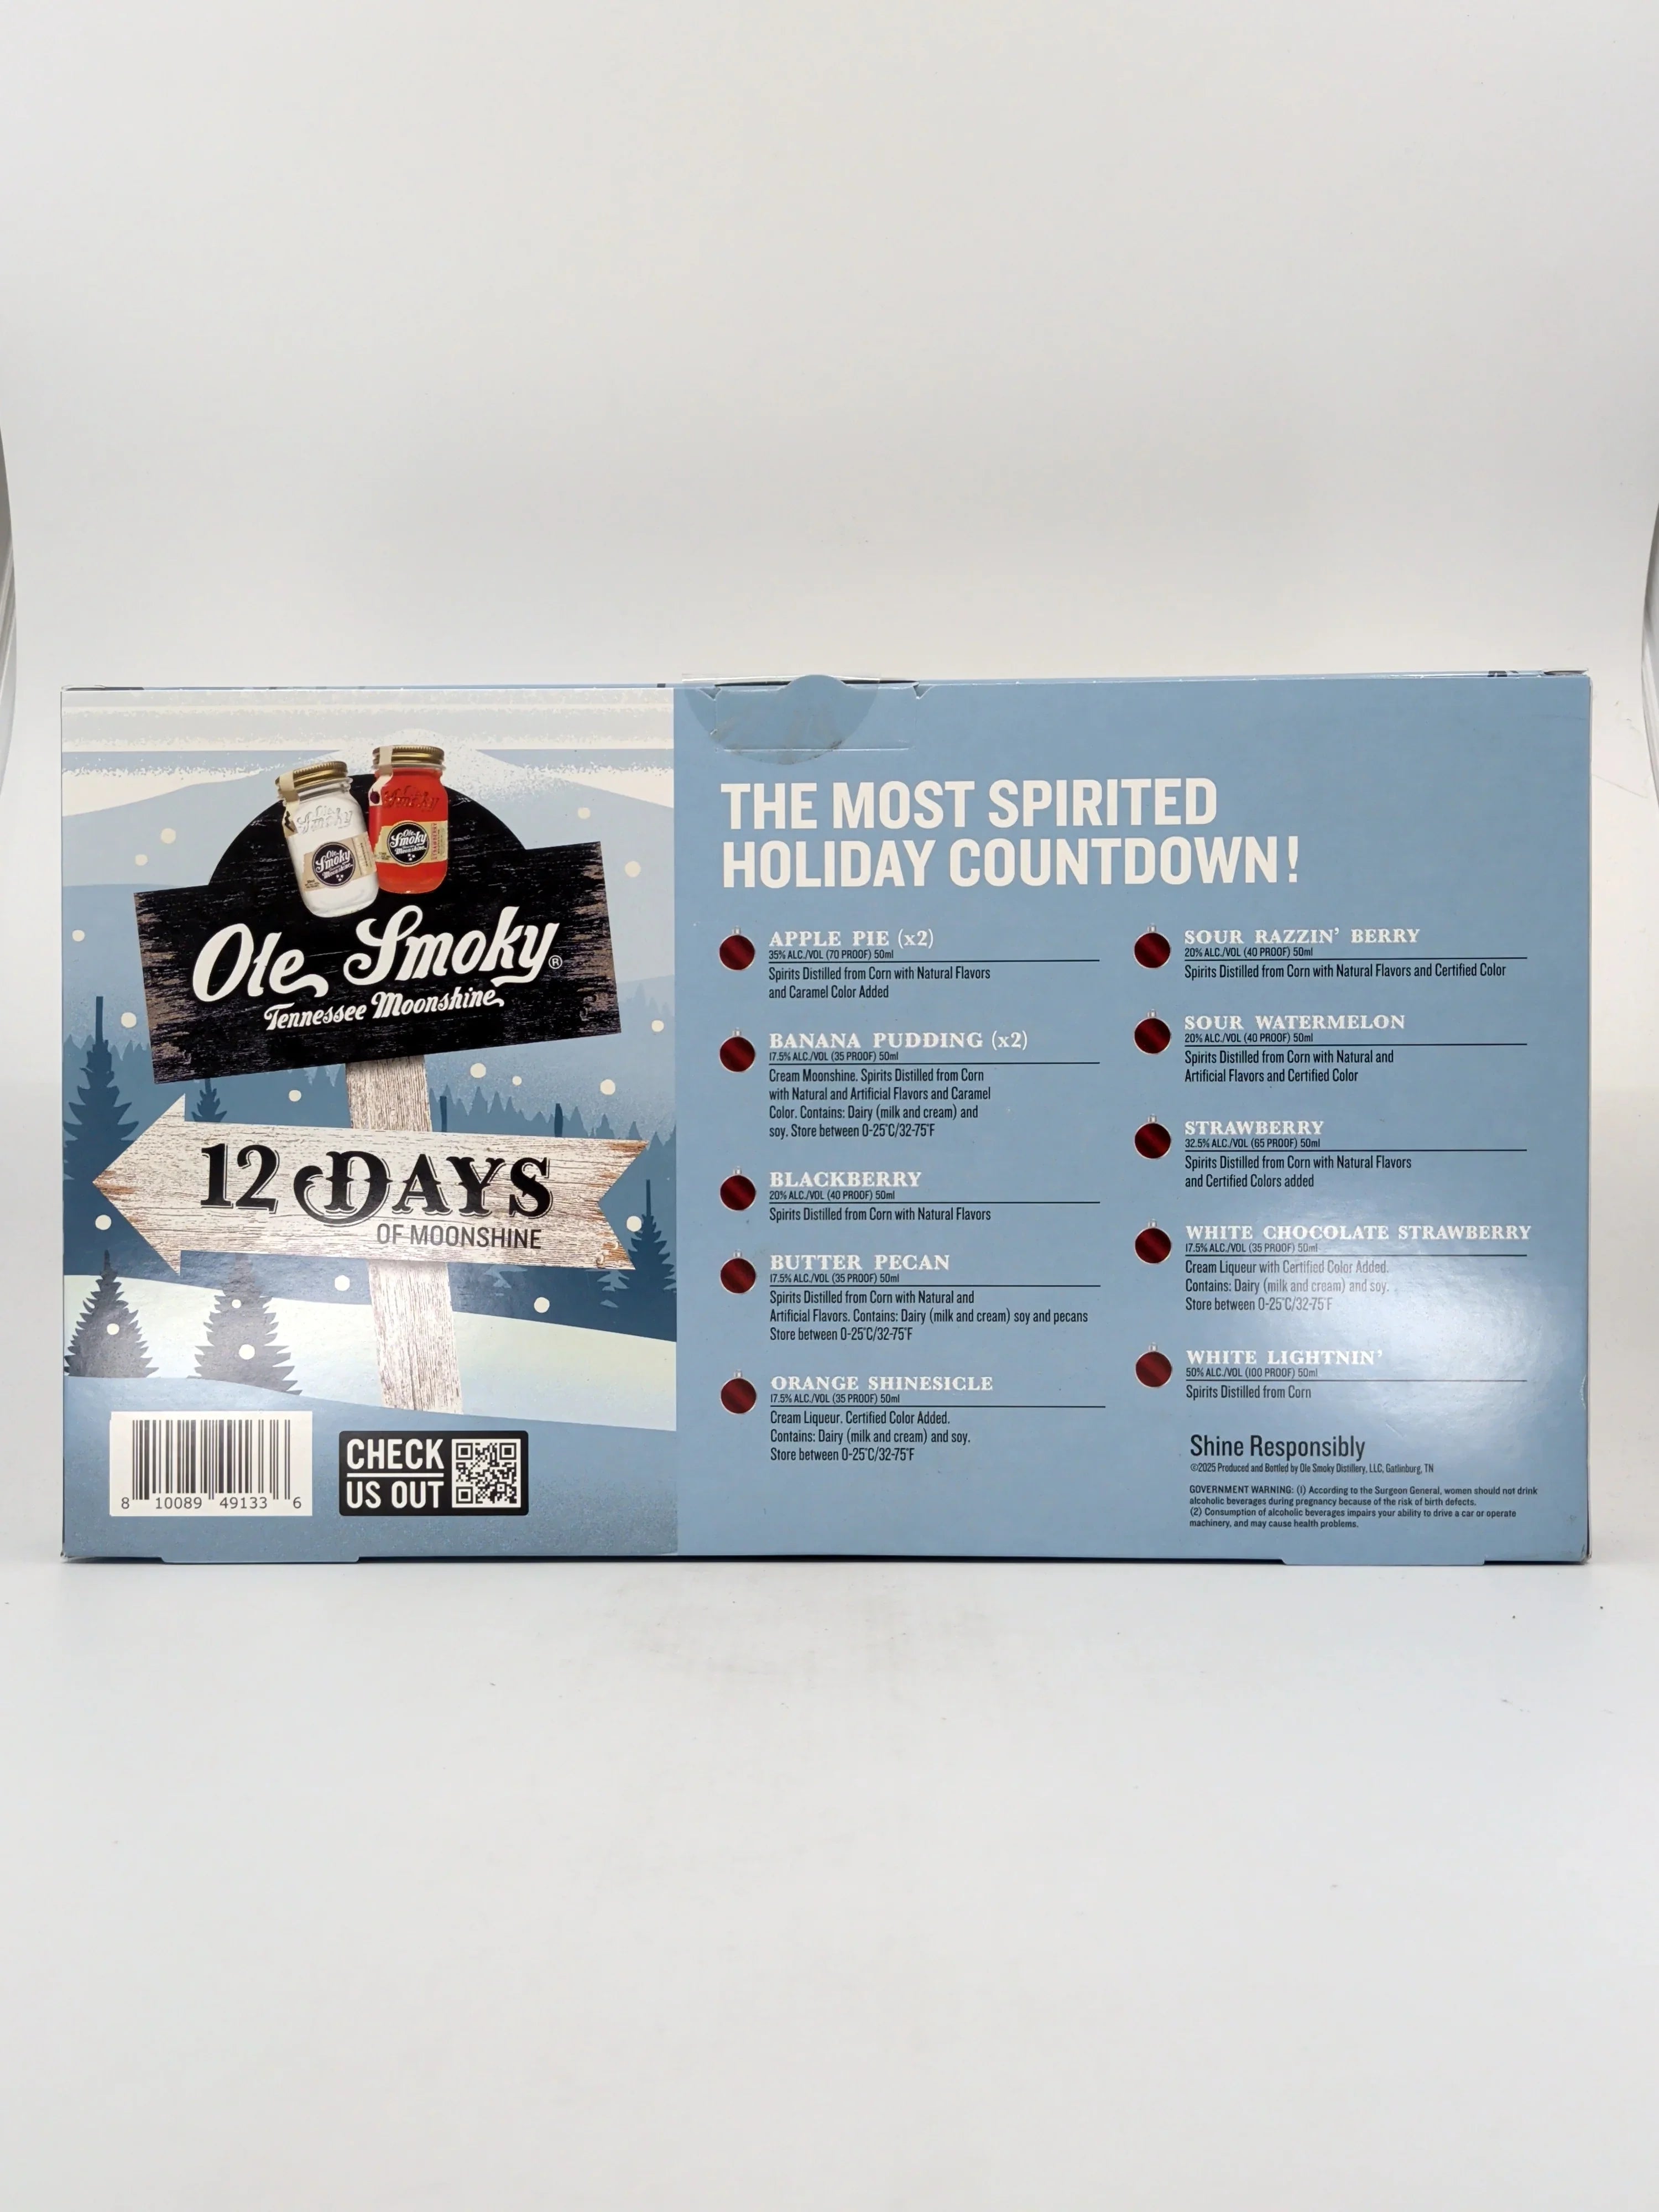 Ole Smoky®
Tennessee Moonshine
12 DAYS
OF MOONSHINE
8 10089 49133 6
CHECK
US OUT
THE MOST SPIRITED
HOLIDAY COUNTDOWN!
APPLE PIE (x2)
35% ALC./VOL (70 PROOF) 50ml
Spirits Distilled from Corn with Natural Flavors
and Caramel Color Added
BANANA PUDDING (x2)
17.5% ALC./VOL (35 PROOF) 50ml
Cream Moonshine. Spirits Distilled from Corn
with Natural and Artificial Flavors and Caramel
Color. Contains: Dairy (milk and cream) and
soy. Store between 0-25°C/32-75°F
BLACKBERRY
20% ALC./VOL (40 PROOF) 50ml
Spirits Distilled from Corn with Natural Flavors
BUTTER PECAN
17.5% ALC./VOL (35 PROOF) 50ml
Spirits Distilled from Corn with Natural and
Artificial Flavors. Contains: Dairy (milk and cream) soy and pecans
Store between 0-25°C/32-75°F
ORANGE SHINESICLE
17.5% ALC./VOL (35 PROOF) 50ml
Cream Liqueur. Certified Color Added.
Contains: Dairy (milk and cream) and soy.
Store between 0-25°C/32-75°F
SOUR RAZZIN' BERRY
20% ALC./VOL (40 PROOF) 50ml
Spirits Distilled from Corn with Natural Flavors and Certified Color
SOUR WATERMELON
20% ALC./VOL (40 PROOF) 50ml
Spirits Distilled from Corn with Natural and
Artificial Flavors and Certified Color
STRAWBERRY
32.5% ALC./VOL (65 PROOF) 50ml
Spirits Distilled from Corn with Natural Flavors
and Certified Colors added
WHITE CHOCOLATE STRAWBERRY
17.5% ALC./VOL (35 PROOF) 50ml
Cream Liqueur with Certified Color Added.
Contains: Dairy (milk and cream) and soy.
Store between 0-25°C/32-75°F
WHITE LIGHTNIN'
50% ALC./VOL (100 PROOF) 50ml
Spirits Distilled from Corn
Shine Responsibly
©2025 Produced and Bottled by Ole Smoky Distillery, LLC, Gatlinburg, TN
GOVERNMENT WARNING: (1) According to the Surgeon General, women should not drink
alcoholic beverages during pregnancy because of the risk of birth defects.
(2) Consumption of alcoholic beverages impairs your ability to drive a car or operate
machinery, and may cause health problems.